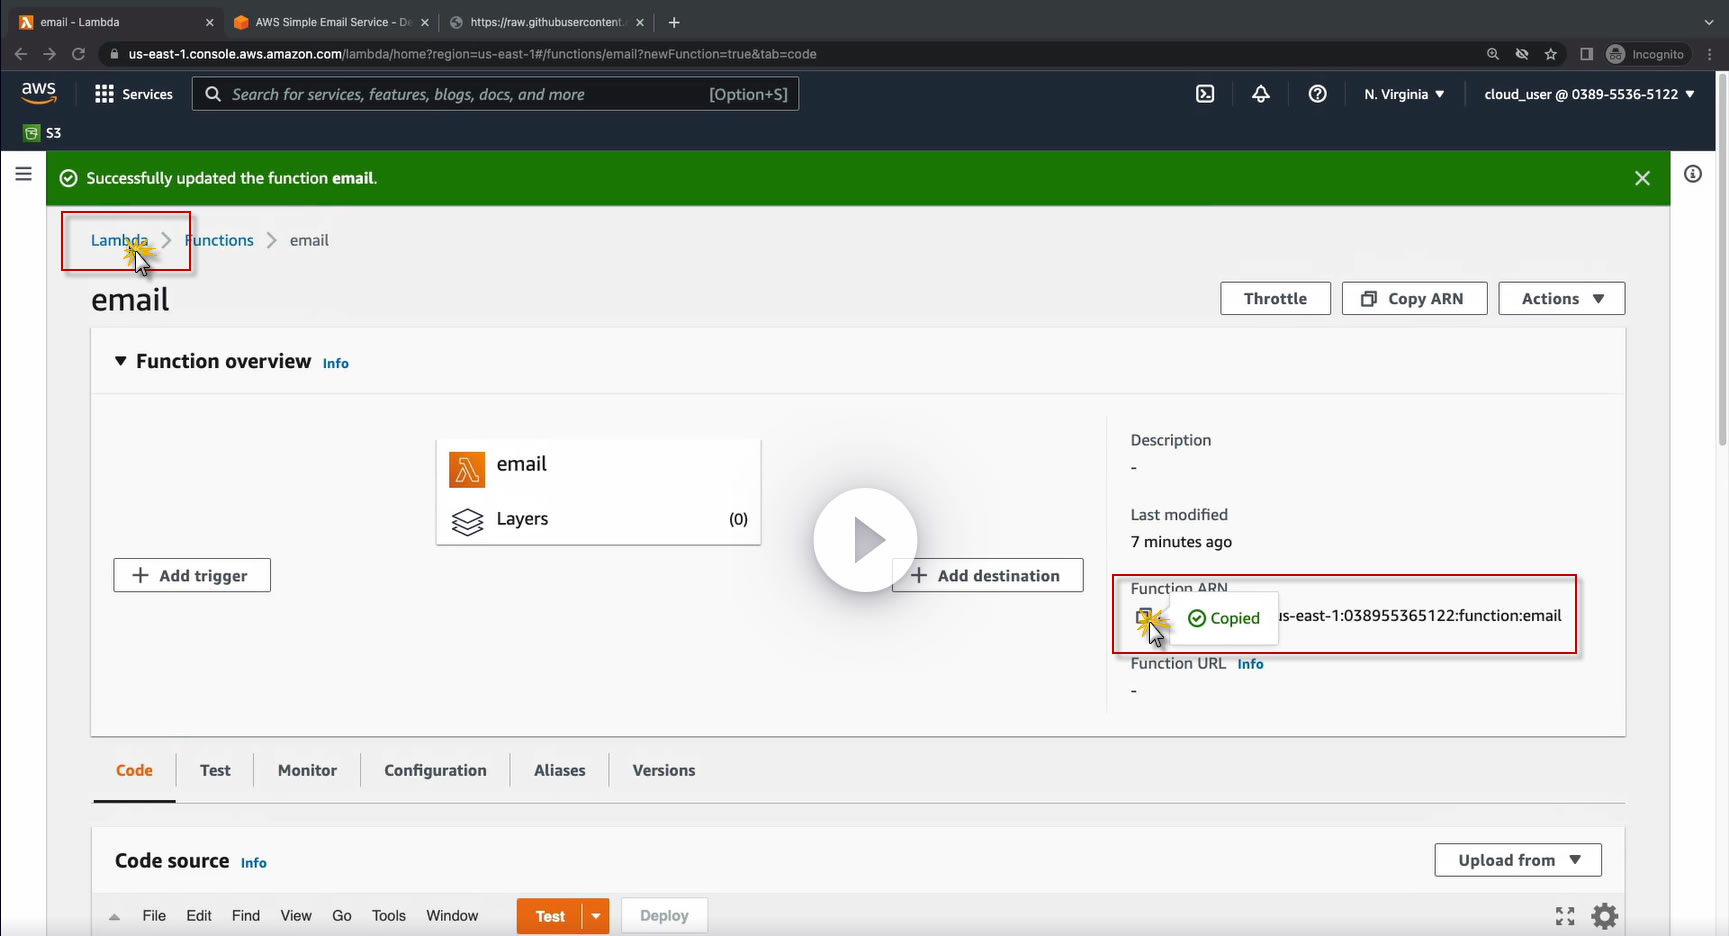 email - Lambda
AWS Simple Email Service - De
https://raw.githubusercontent.
us-east-1.console.aws.amazon.com/lambda/home?region=us-east-1#/functions/email?newFunction=true&tab=code
Incognito
aws
Services
Search for services, features, blogs, docs, and more
[Option+S]
N. Virginia
cloud_user @ 0389-5536-5122
S3
Successfully updated the function email.
Lambda
Functions
email
email
Throttle
Copy ARN
Actions
Function overview
Info
email
Layers
(0)
+ Add trigger
+ Add destination
Description
-
Last modified
7 minutes ago
Function ARN
Copied
us-east-1:038955365122:function:email
Function URL
Info
-
Code
Test
Monitor
Configuration
Aliases
Versions
Code source
Info
Upload from
File
Edit
Find
View
Go
Tools
Window
Test
Deploy